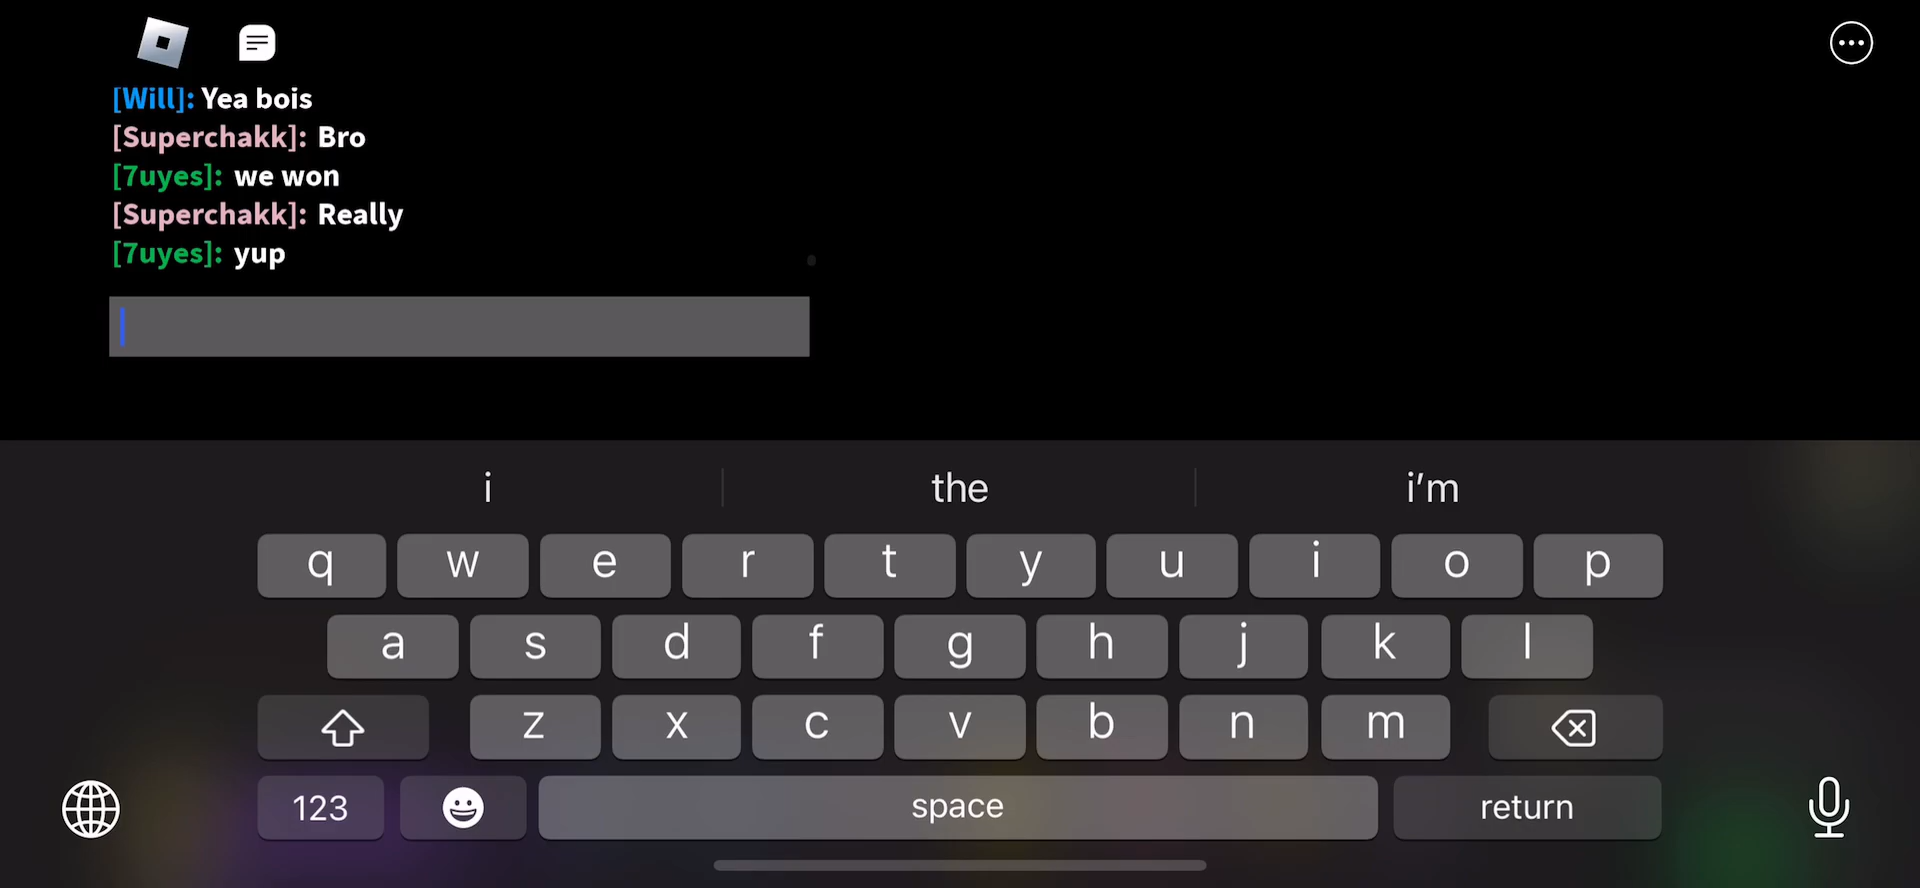 [Will]: Yea bois
[Superchakk]: Bro
[7uyes]: we won
[Superchakk]: Really
[7uyes]: yup
i the i'm
q w e r t y u i o p
a s d f g h j k l
z x c v b n m
123 space return